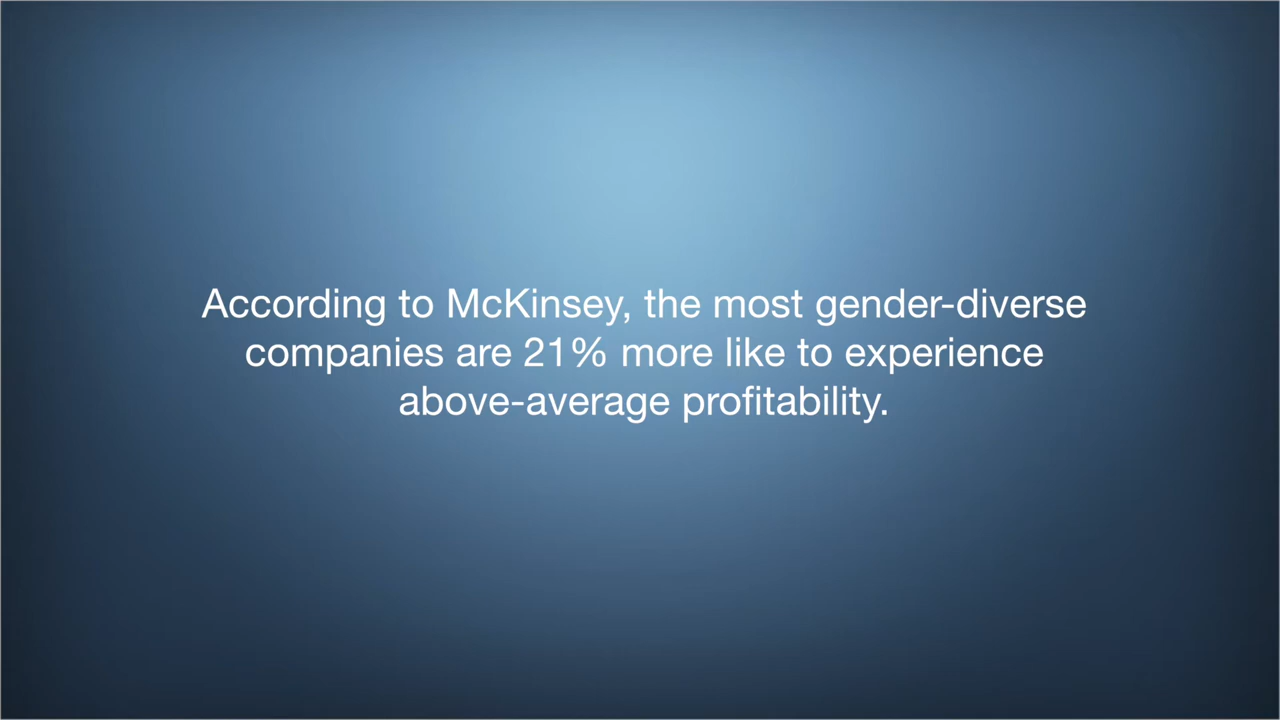 According to McKinsey, the most gender-diverse
companies are 21% more like to experience
above-average profitability.